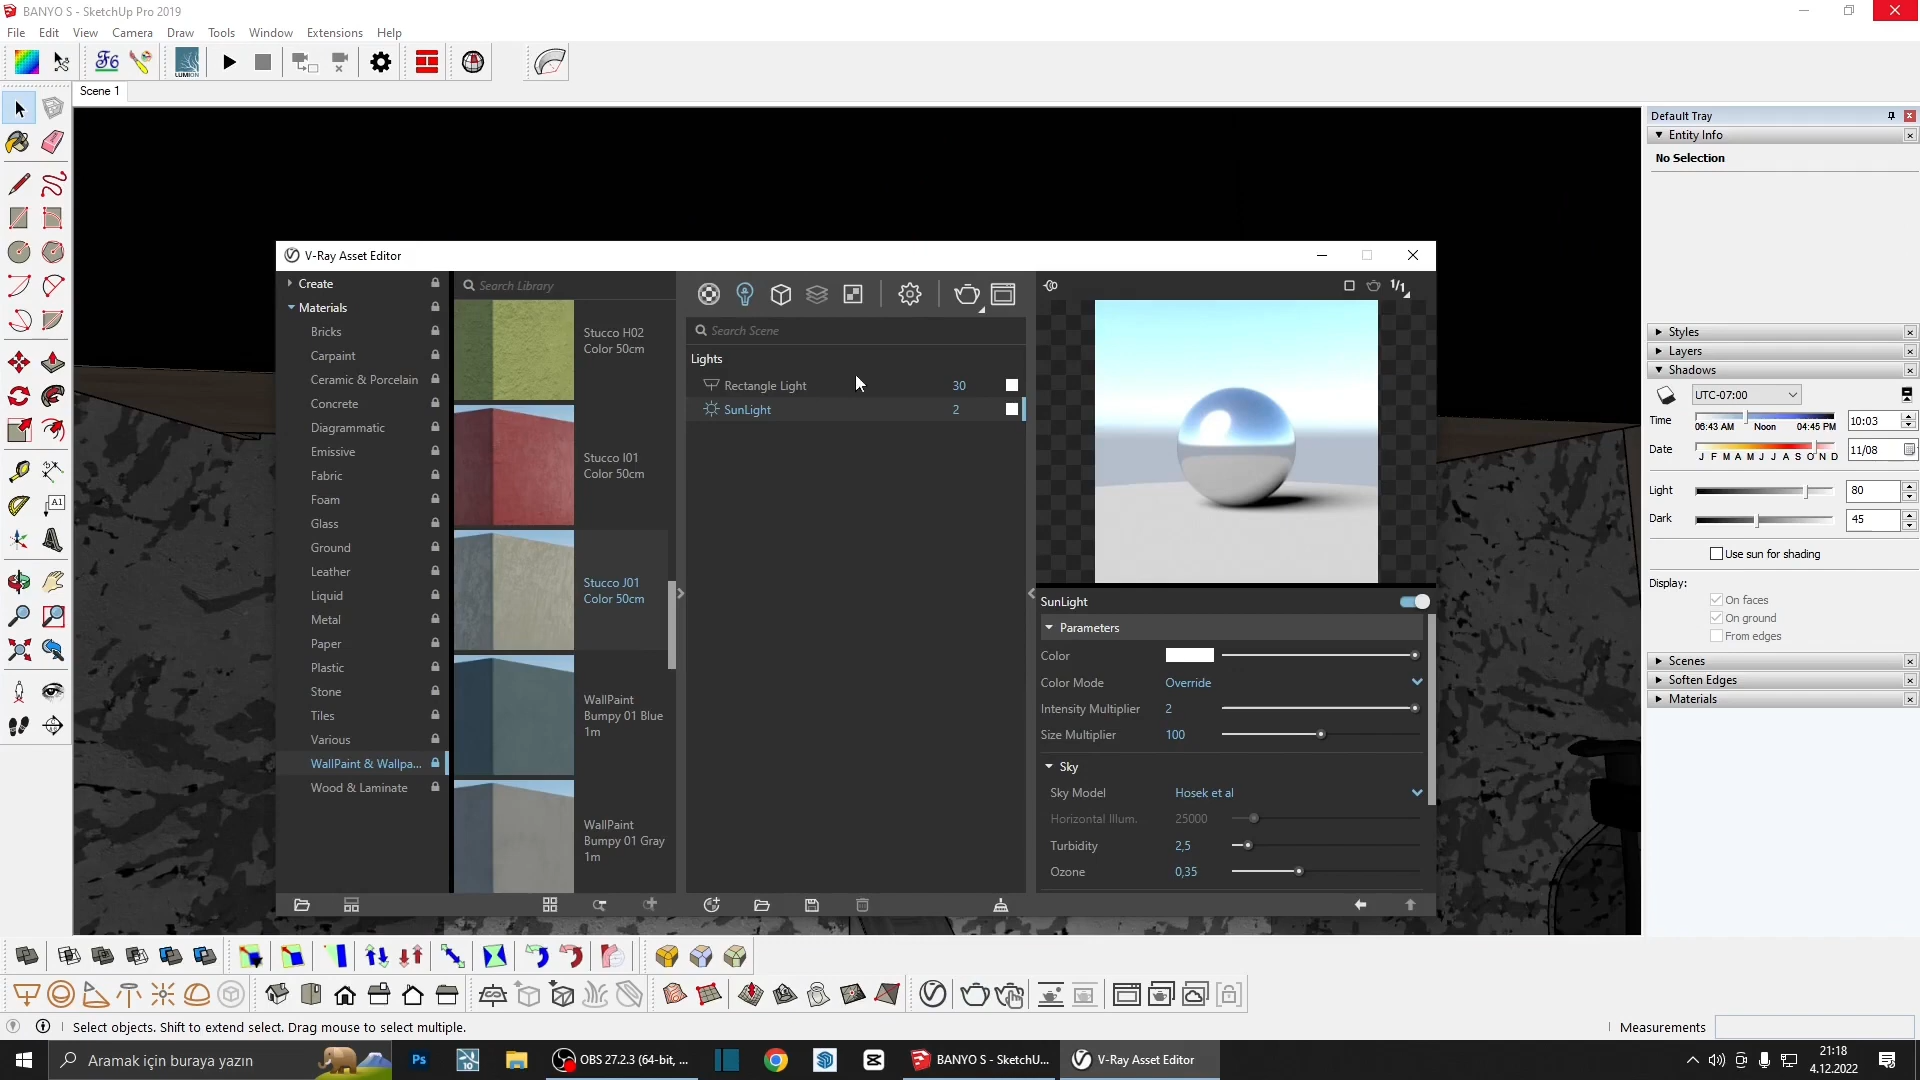 BANYO S - SketchUp Pro 2019
File Edit View Camera Draw Tools Window Extensions Help
LUMION
Scene 1
Default Tray
Entity Info
No Selection
V-Ray Asset Editor
Create
Materials
Bricks
Carpaint
Ceramic & Porcelain
Concrete
Diagrammatic
Emissive
Fabric
Foam
Glass
Ground
Leather
Liquid
Metal
Paper
Plastic
Stone
Tiles
Various
WallPaint & Wallpa...
Wood & Laminate
Search Library
Stucco H02
Color 50cm
Stucco I01
Color 50cm
Stucco J01
Color 50cm
WallPaint
Bumpy 01 Blue
1m
WallPaint
Bumpy 01 Gray
1m
Search Scene
Lights
Rectangle Light 30
SunLight 2
1/1
SunLight
Parameters
Color
Color Mode Override
Intensity Multiplier 2
Size Multiplier 100
Sky
Sky Model Hosek et al
Horizontal Illum. 25000
Turbidity 2,5
Ozone 0,35
Styles
Layers
Shadows
UTC-07:00
Time 06:43 AM Noon 04:45 PM 10:03
Date J F M A M J J A S O N D 11/08
Light 80
Dark 45
Use sun for shading
Display:
On faces
On ground
From edges
Scenes
Soften Edges
Materials
Select objects. Shift to extend select. Drag mouse to select multiple.
Measurements
Aramak için buraya yazın
Ps
10
OBS 27.2.3 (64-bit, ...
BANYO S - SketchU...
V-Ray Asset Editor
21:18
4.12.2022